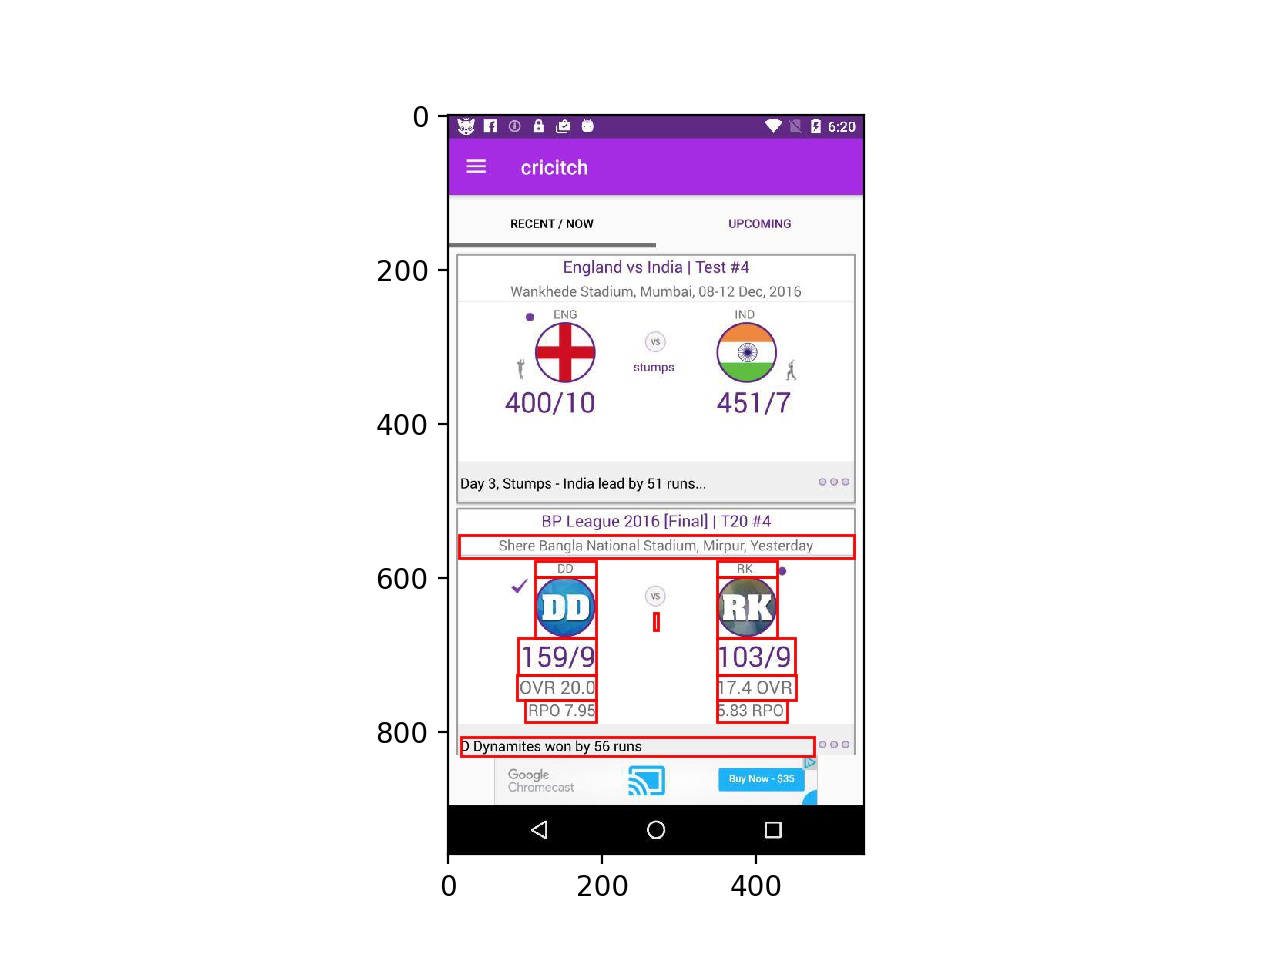 0
6:20
cricitch
RECENT / NOW UPCOMING
200
England vs India | Test #4
Wankhede Stadium, Mumbai, 08-12 Dec, 2016
ENG IND
VS
stumps
400/10 451/7
400
Day 3, Stumps - India lead by 51 runs...
BP League 2016 [Final] | T20 #4
Shere Bangla National Stadium, Mirpur, Yesterday
600
DD RK
VS
DD RK
159/9 103/9
OVR 20.0 17.4 OVR
RPO 7.95 5.83 RPO
800
D Dynamites won by 56 runs
Google Chromecast
Buy Now - $35
0 200 400